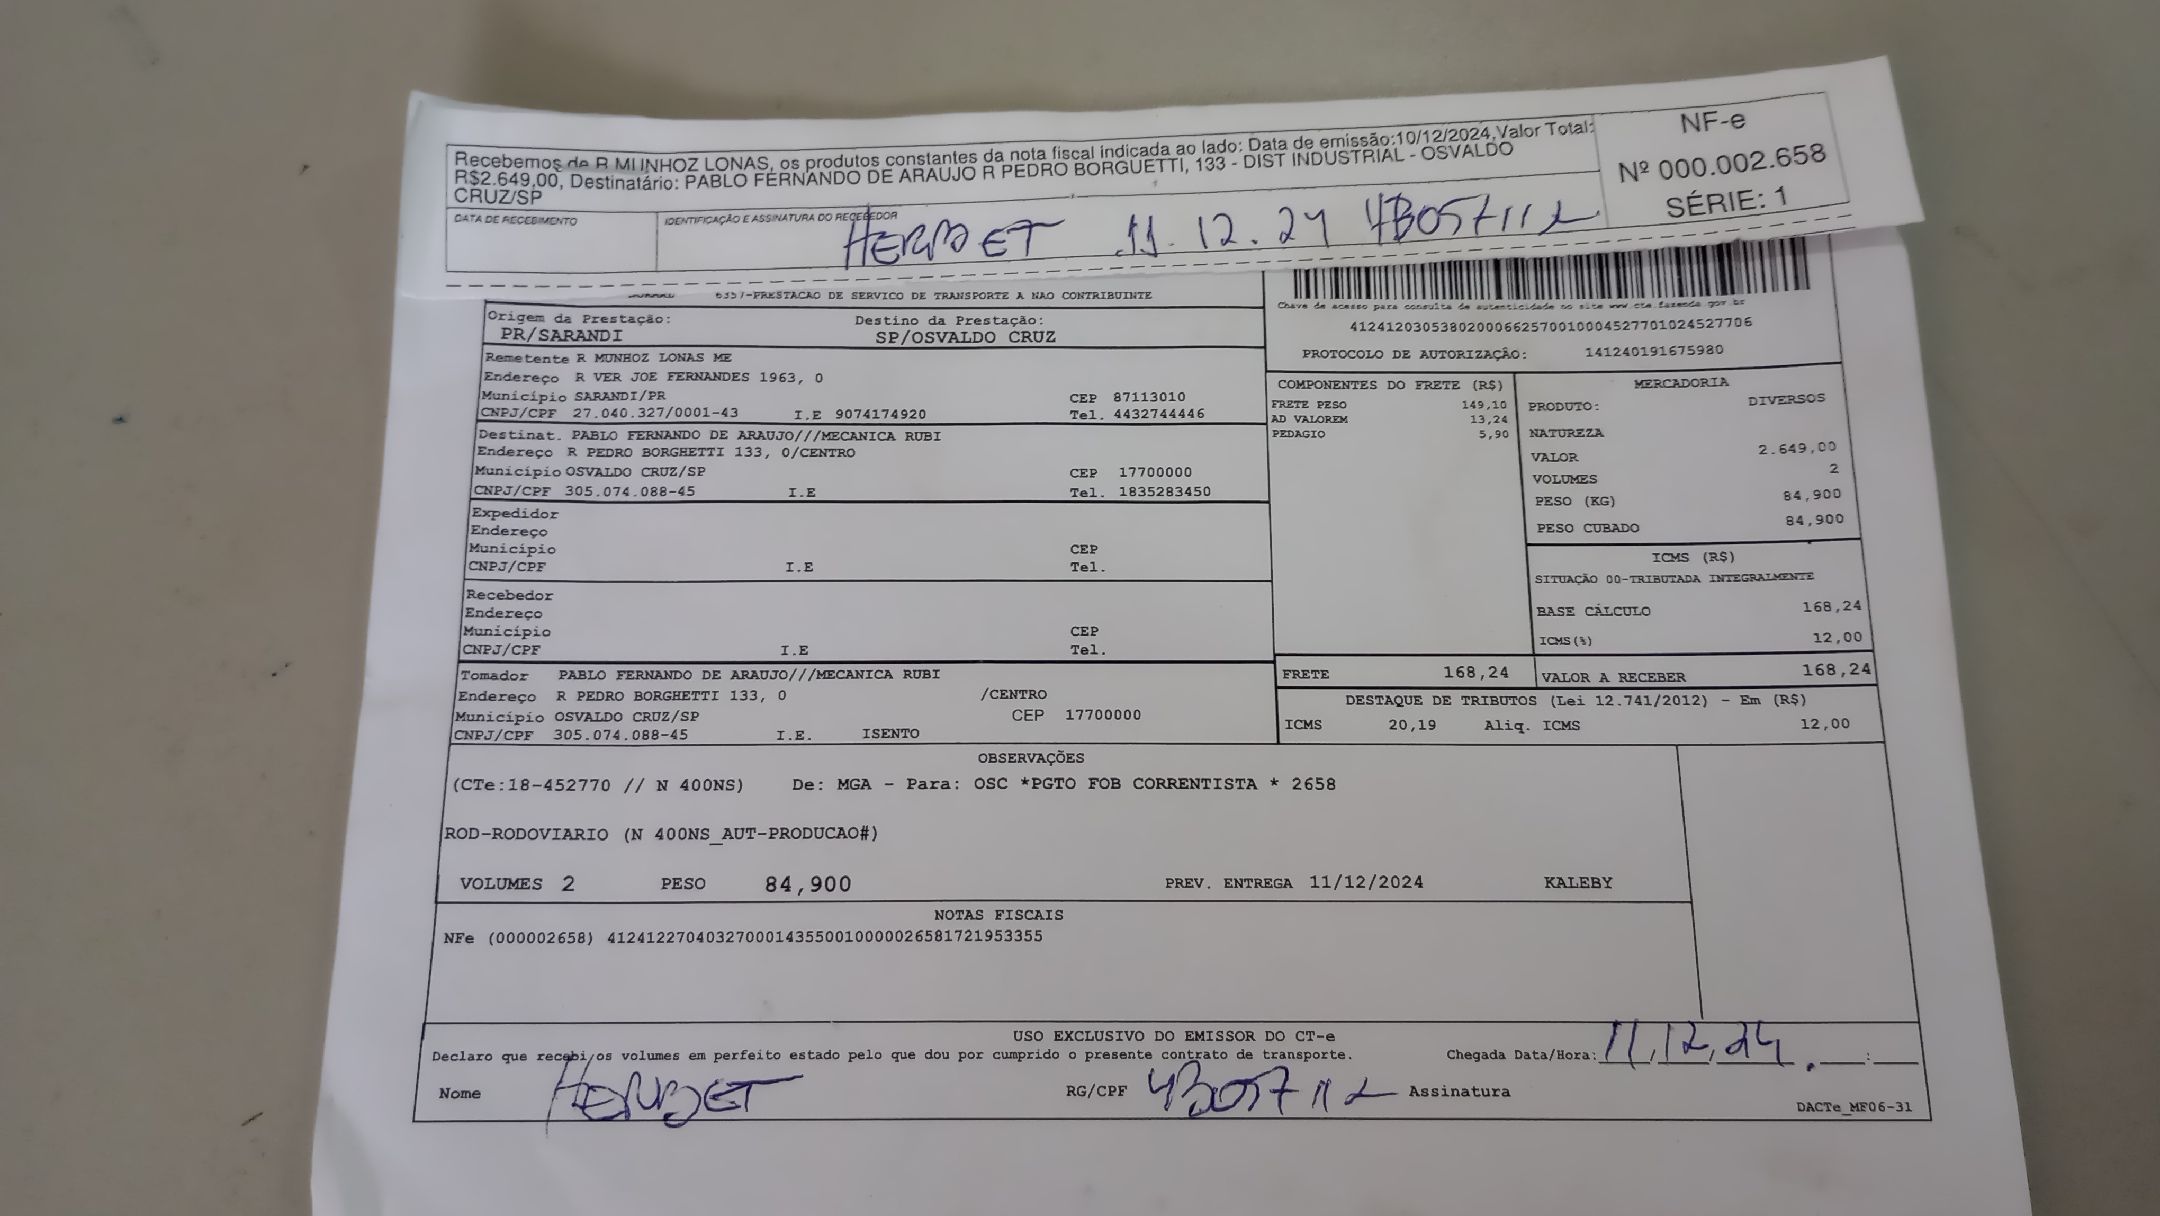 Recebemos de R MUNHOZ LONAS, os produtos constantes da nota fiscal indicada ao lado: Data de emissão:10/12/2024,Valor Total:
R$2.649,00, Destinatário: PABLO FERNANDO DE ARAUJO R PEDRO BORGUETTI, 133 - DIST INDUSTRIAL - OSVALDO
CRUZ/SP
NF-e
Nº 000.002.658
SÉRIE: 1
DATA DE RECEBIMENTO
IDENTIFICAÇÃO E ASSINATURA DO RECEBEDOR
11.12.24
-PRESTACAO DE SERVICO DE TRANSPORTE A NAO CONTRIBUINTE
Origem da Prestação: Destino da Prestação:
PR/SARANDI SP/OSVALDO CRUZ
Chave de acesso para consulta de autenticidade no site www.cte.fazenda.gov.br
41241203053802000662570010004527701024527706
PROTOCOLO DE AUTORIZAÇÃO: 141240191675980
Remetente R MUNHOZ LONAS ME
Endereço R VER JOE FERNANDES 1963, 0
Município SARANDI/PR CEP 87113010
CNPJ/CPF 27.040.327/0001-43 I.E 9074174920 Tel. 4432744446
Destinat. PABLO FERNANDO DE ARAUJO///MECANICA RUBI
Endereço R PEDRO BORGHETTI 133, 0/CENTRO
Município OSVALDO CRUZ/SP CEP 17700000
CNPJ/CPF 305.074.088-45 I.E Tel. 1835283450
Expedidor
Endereço
Município CEP
CNPJ/CPF I.E Tel.
Recebedor
Endereço
Município CEP
CNPJ/CPF I.E Tel.
Tomador PABLO FERNANDO DE ARAUJO///MECANICA RUBI
Endereço R PEDRO BORGHETTI 133, 0 /CENTRO
Município OSVALDO CRUZ/SP CEP 17700000
CNPJ/CPF 305.074.088-45 I.E. ISENTO
COMPONENTES DO FRETE (R$)
FRETE PESO 149,10
AD VALOREM 13,24
PEDAGIO 5,90
MERCADORIA
PRODUTO: DIVERSOS
NATUREZA
VALOR 2.649,00
VOLUMES 2
PESO (KG) 84,900
PESO CUBADO 84,900
ICMS (R$)
SITUAÇÃO 00-TRIBUTADA INTEGRALMENTE
BASE CÁLCULO 168,24
ICMS(%) 12,00
FRETE 168,24 VALOR A RECEBER 168,24
DESTAQUE DE TRIBUTOS (Lei 12.741/2012) - Em (R$)
ICMS 20,19 Aliq. ICMS 12,00
OBSERVAÇÕES
(CTe:18-452770 // N 400NS) De: MGA - Para: OSC *PGTO FOB CORRENTISTA * 2658
ROD-RODOVIARIO (N 400NS_AUT-PRODUCAO#)
VOLUMES 2 PESO 84,900 PREV. ENTREGA 11/12/2024 KALEBY
NOTAS FISCAIS
NFe (000002658) 41241227040327000143550010000026581721953355
USO EXCLUSIVO DO EMISSOR DO CT-e
Declaro que recebi os volumes em perfeito estado pelo que dou por cumprido o presente contrato de transporte. Chegada Data/Hora: 11/12/24
Nome RG/CPF Assinatura
DACTe_MF06-31